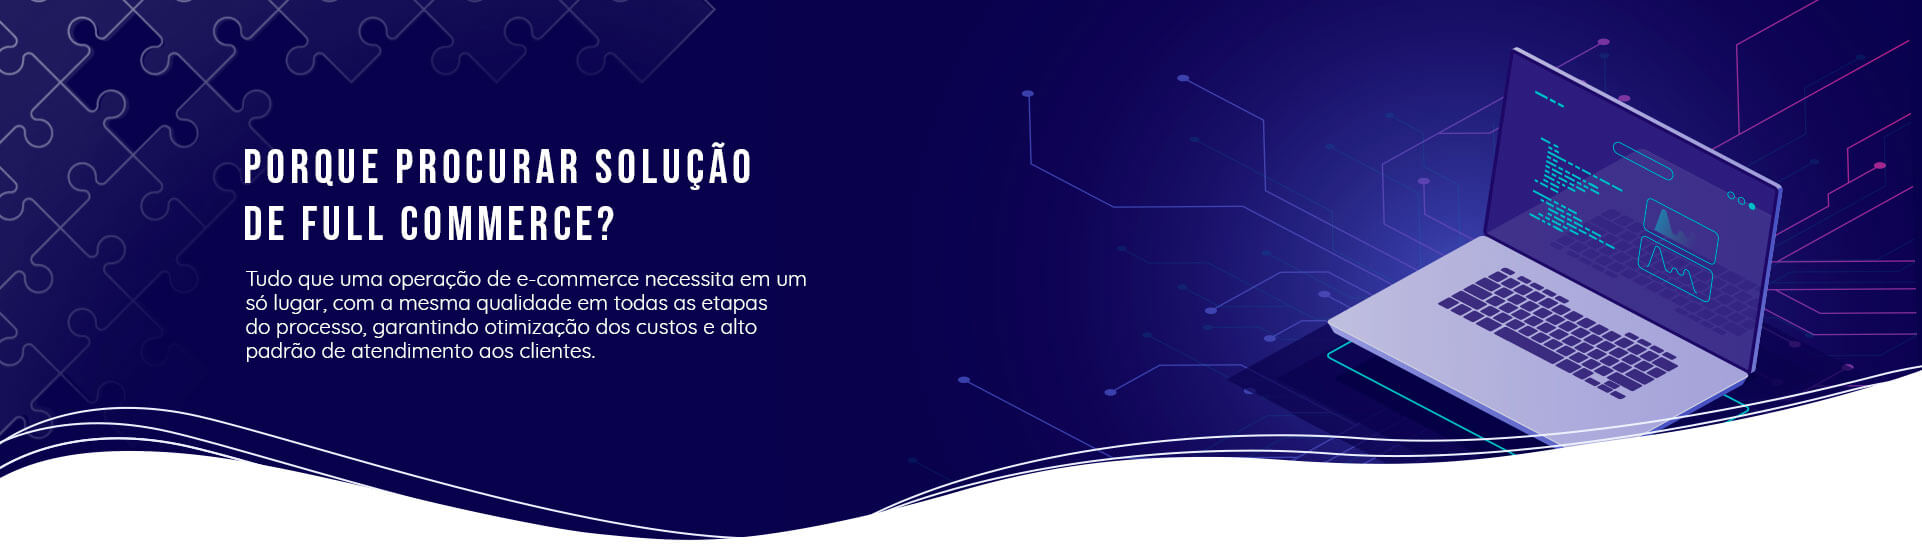 PORQUE PROCURAR SOLUÇÃO
DE FULL COMMERCE?
Tudo que uma operação de e-commerce necessita em um
só lugar, com a mesma qualidade em todas as etapas
do processo, garantindo otimização dos custos e alto
padrão de atendimento aos clientes.